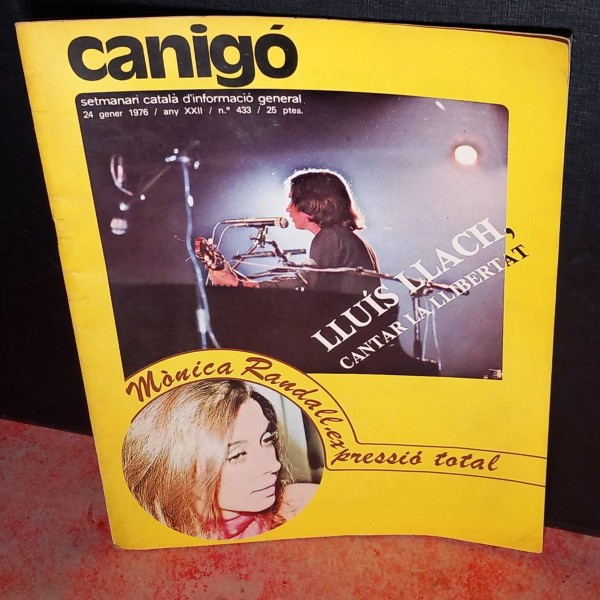 canigó
setmanari català d'informació general
24 gener 1976 / any XXII / n.º 433 / 25 ptes.
LLUÍS LLACH,
CANTAR LA LLIBERTAT
Mònica Randall, expressió total